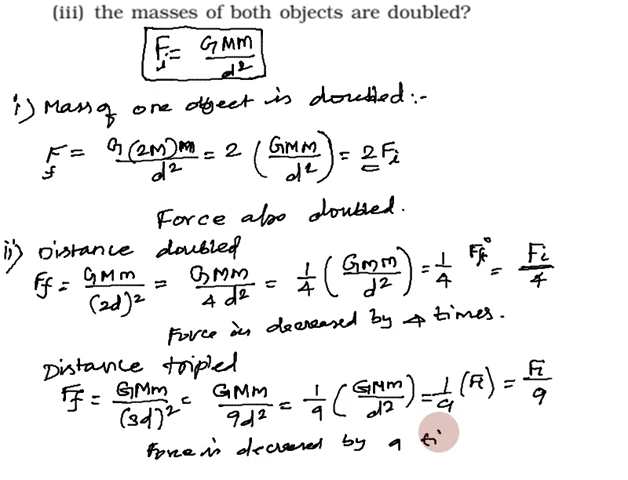 (iii) the masses of both objects are doubled?
Fi = GMm/d²
i) Mass of one object is doubled :-
Ff = G(2M)m/d² = 2 (GMm/d²) = 2Fi
Force also doubled.
ii) Distance doubled
Ff = GMm/(2d)² = GMm/4d² = 1/4 (GMm/d²) = 1/4 Fi = Fi/4
Force is decreased by 4 times.
Distance tripled
Ff = GMm/(3d)² = GMm/9d² = 1/9 (GMm/d²) = 1/9 (Fi) = Fi/9
Force is decreased by 9 ti